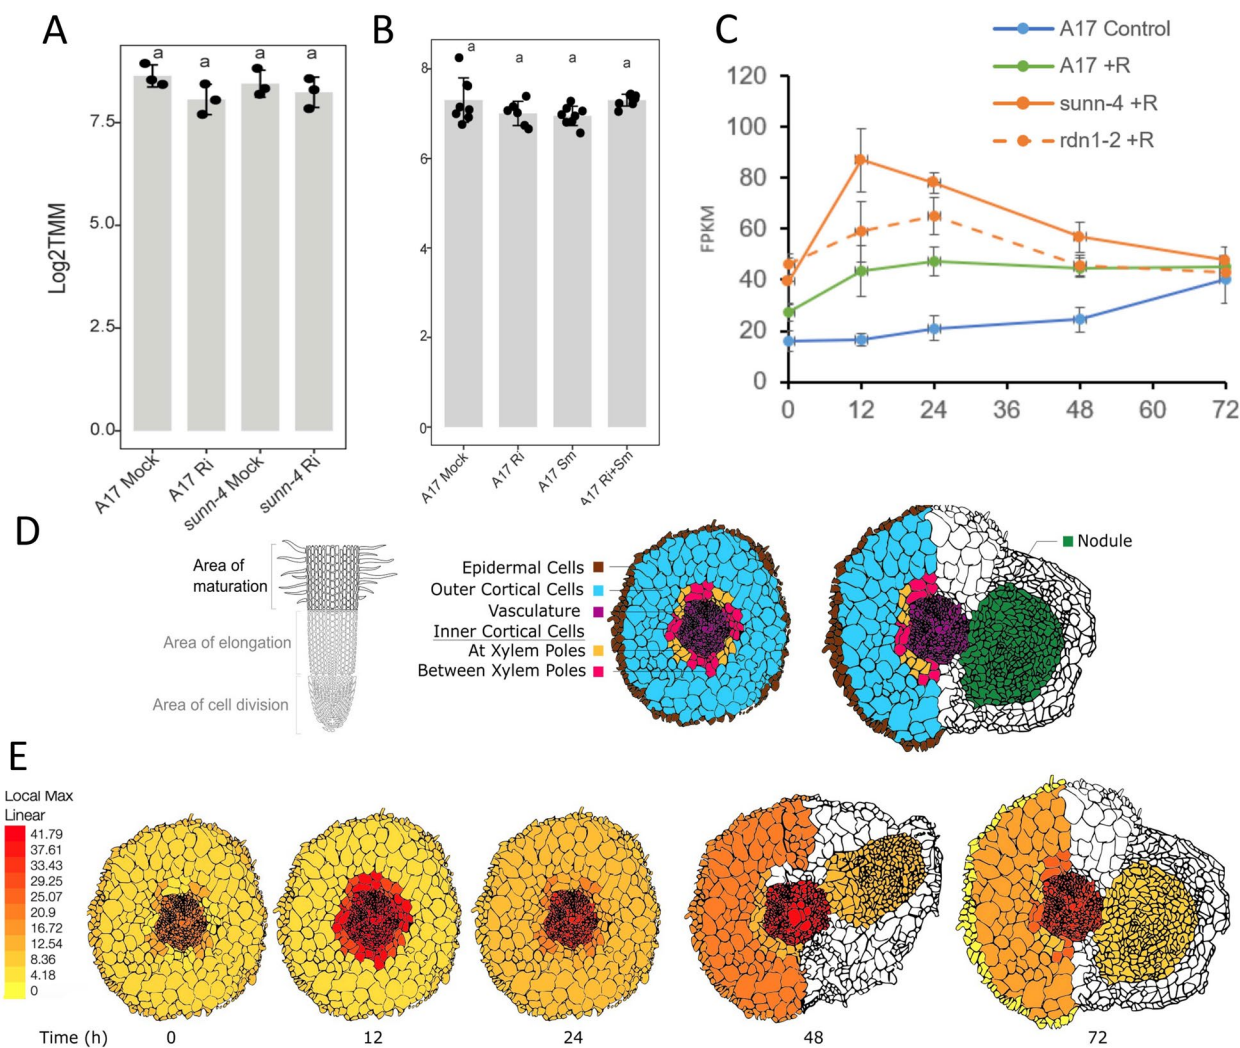 A
a
a
a
a
7.5
5.0
2.5
0.0
Log2TMM
A17 Mock
A17 Ri
sunn-4 Mock
sunn-4 Ri
B
a
a
a
a
8
6
4
2
0
A17 Mock
A17 Ri
A17 Sm
A17 Ri+Sm
C
A17 Control
A17 +R
sunn-4 +R
rdn1-2 +R
120
100
80
60
40
20
0
FPKM
0 12 24 36 48 60 72
D
Area of
maturation
Area of elongation
Area of cell division
Epidermal Cells
Outer Cortical Cells
Vasculature
Inner Cortical Cells
At Xylem Poles
Between Xylem Poles
Nodule
E
Local Max
Linear
41.79
37.61
33.43
29.25
25.07
20.9
16.72
12.54
8.36
4.18
0
Time (h) 0 12 24 48 72